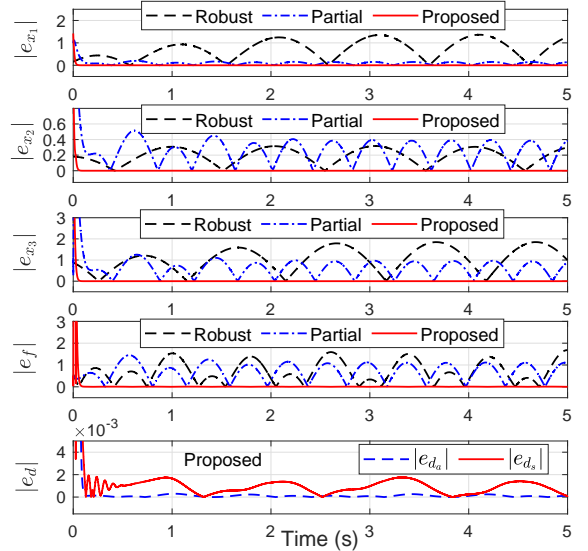 Robust Partial Proposed
|e_{x_1}|
2
1
0
0 1 2 3 4 5
Robust Partial Proposed
|e_{x_2}|
0.6
0.4
0.2
0
0 1 2 3 4 5
Robust Partial Proposed
|e_{x_3}|
3
2
1
0
0 1 2 3 4 5
Robust Partial Proposed
|e_f|
3
2
1
0
0 1 2 3 4 5
×10^{-3}
Proposed
|e_{d_a}| |e_{d_s}|
|e_d|
4
2
0
0 1 2 3 4 5
Time (s)